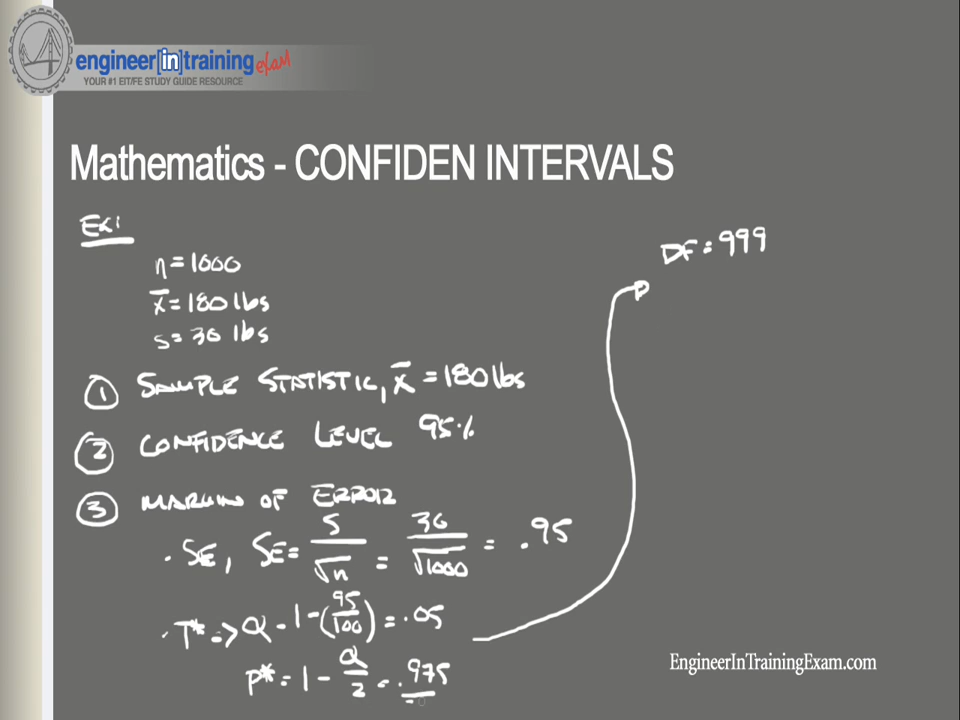 engineer[in]training exam
YOUR #1 EIT/FE STUDY GUIDE RESOURCE
Mathematics - CONFIDEN INTERVALS
EX:
n = 1000
x̄ = 180 lbs
s = 30 lbs
① SAMPLE STATISTIC, x̄ = 180 lbs
② CONFIDENCE LEVEL 95%
③ MARGIN OF ERROR
· SE, SE = S/√n = 30/√1000 = .95
· T* => α = 1 - (95/100) = .05
P* = 1 - α/2 = .975
DF = 999
EngineerInTrainingExam.com